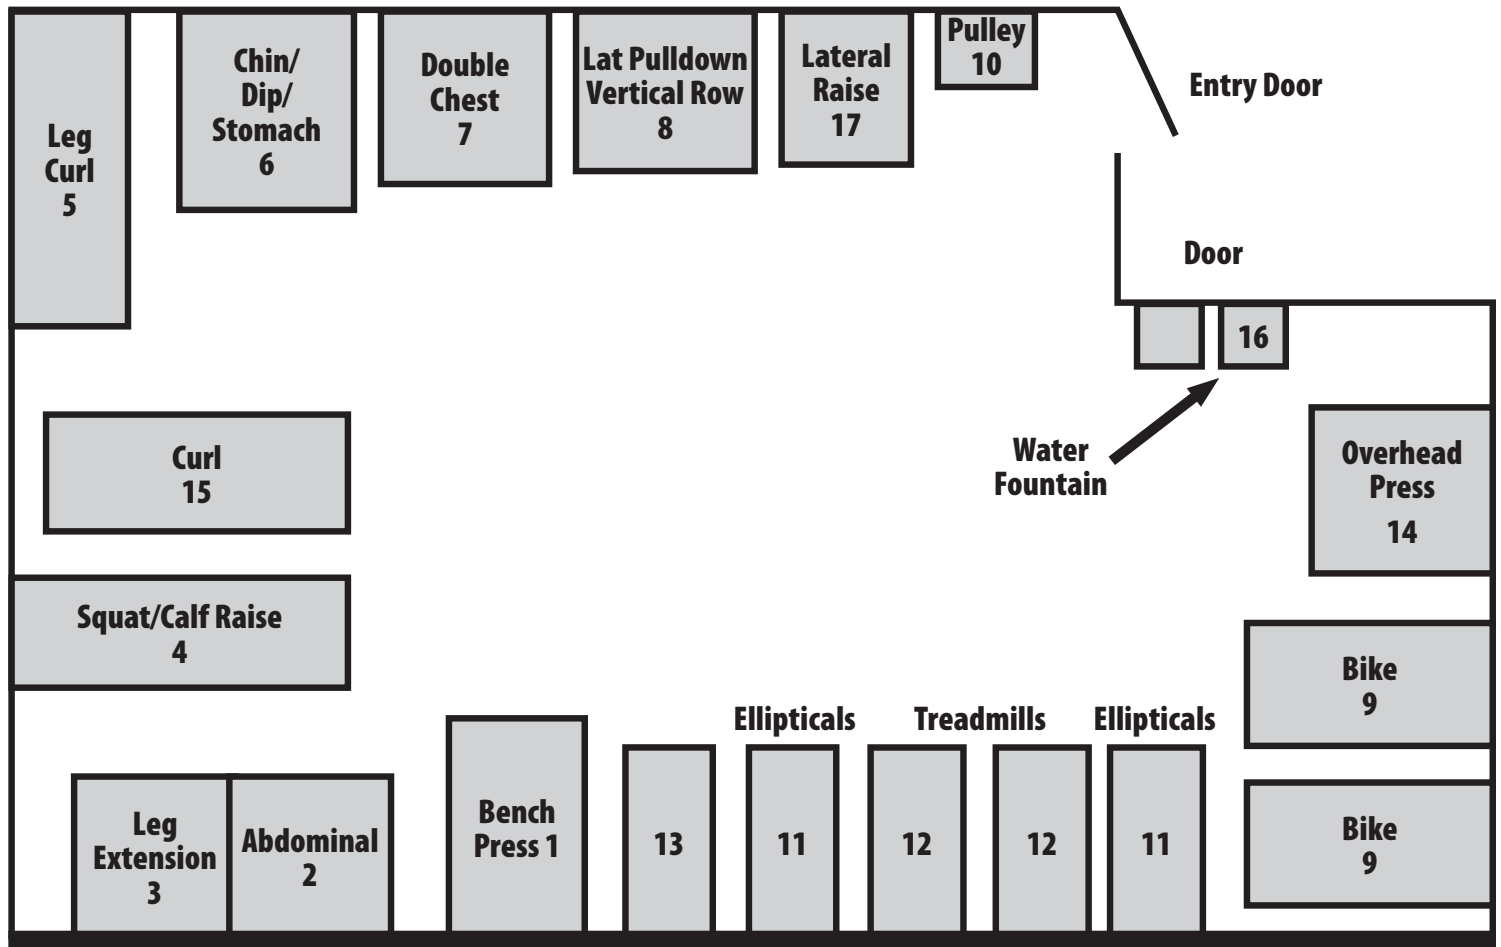 Leg
Curl
5
Chin/
Dip/
Stomach
6
Double
Chest
7
Lat Pulldown
Vertical Row
8
Lateral
Raise
17
Pulley
10
Entry Door
Door
16
Water
Fountain
Curl
15
Overhead
Press
14
Squat/Calf Raise
4
Bike
9
Ellipticals
Treadmills
Ellipticals
Leg
Extension
3
Abdominal
2
Bench
Press 1
13
11
12
12
11
Bike
9